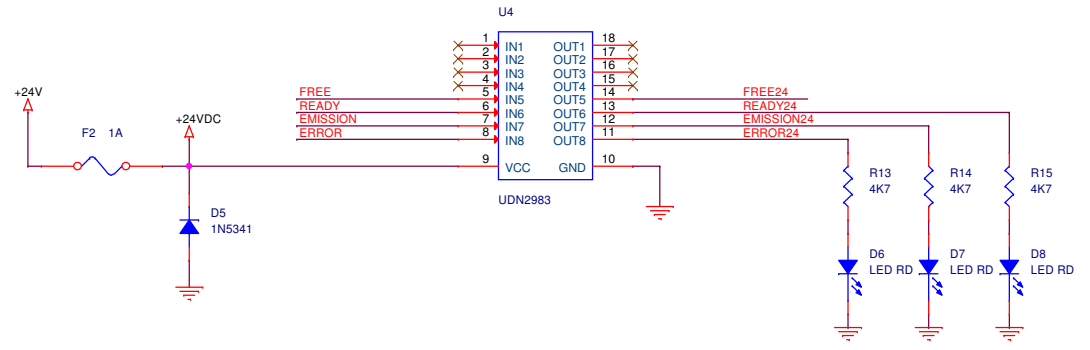 U4
1 IN1 OUT1 18
2 IN2 OUT2 17
3 IN3 OUT3 16
4 IN4 OUT4 15
FREE 5 IN5 OUT5 14 FREE24
READY 6 IN6 OUT6 13 READY24
EMISSION 7 IN7 OUT7 12 EMISSION24
ERROR 8 IN8 OUT8 11 ERROR24
9 VCC GND 10
UDN2983
+24V
F2 1A
+24VDC
D5
1N5341
R13
4K7
R14
4K7
R15
4K7
D6
LED RD
D7
LED RD
D8
LED RD